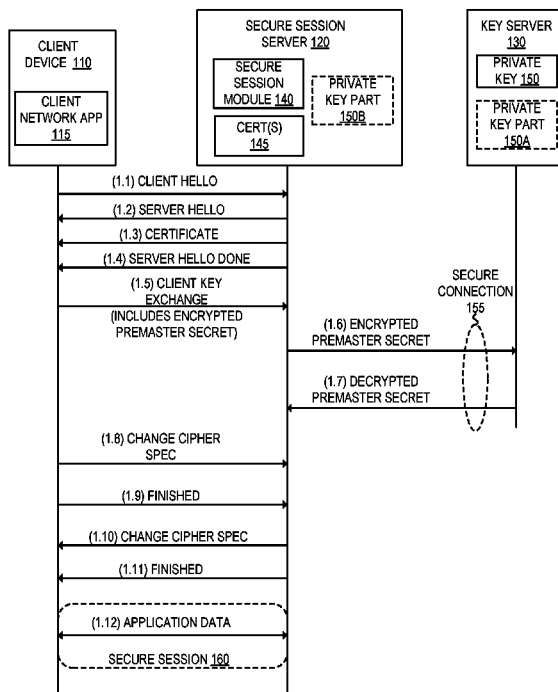 CLIENT
DEVICE 110
CLIENT
NETWORK APP
115
SECURE SESSION
SERVER 120
SECURE
SESSION
MODULE 140
CERT(S)
145
PRIVATE
KEY PART
150B
KEY SERVER
130
PRIVATE
KEY 150
PRIVATE
KEY PART
150A
(1.1) CLIENT HELLO
(1.2) SERVER HELLO
(1.3) CERTIFICATE
(1.4) SERVER HELLO DONE
(1.5) CLIENT KEY
EXCHANGE
(INCLUDES ENCRYPTED
PREMASTER SECRET)
SECURE
CONNECTION
155
(1.6) ENCRYPTED
PREMASTER SECRET
(1.7) DECRYPTED
PREMASTER SECRET
(1.8) CHANGE CIPHER
SPEC
(1.9) FINISHED
(1.10) CHANGE CIPHER SPEC
(1.11) FINISHED
(1.12) APPLICATION DATA
SECURE SESSION 160